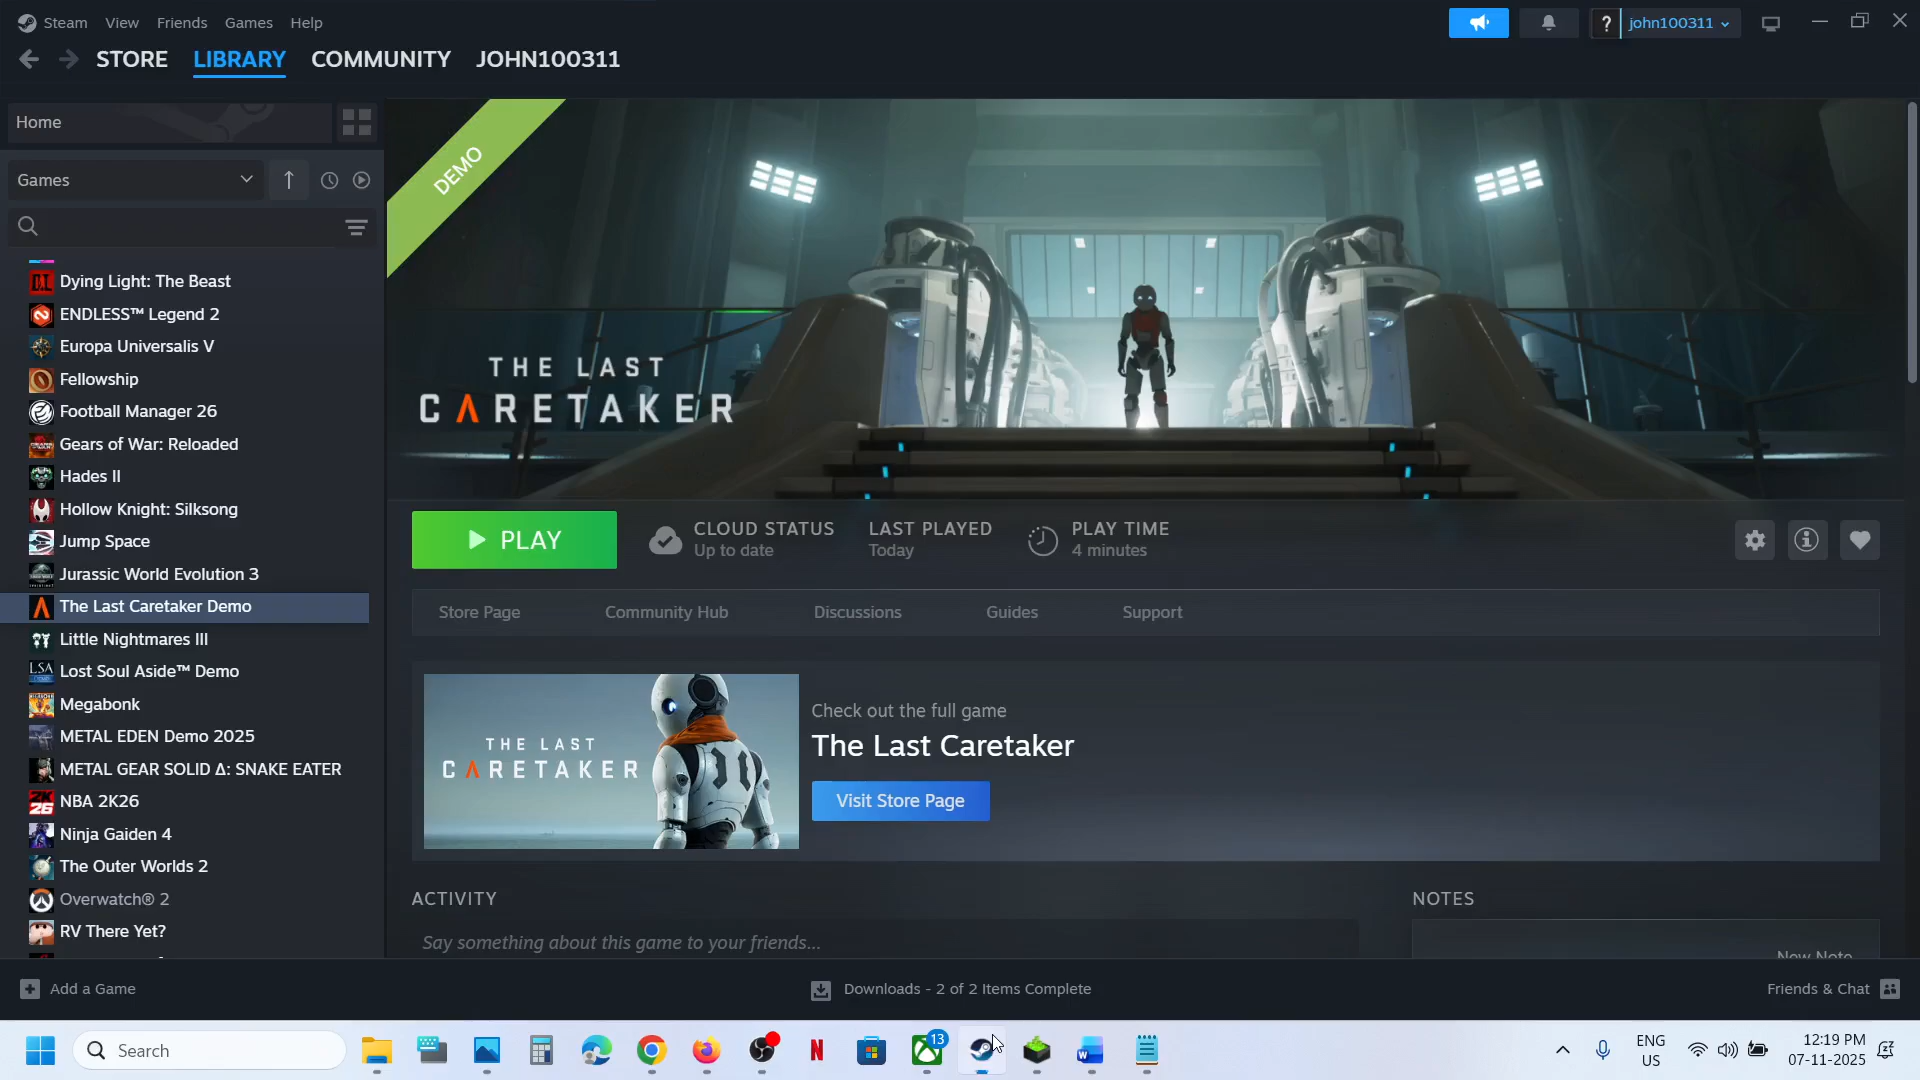 Steam View Friends Games Help
? john100311
STORE LIBRARY COMMUNITY JOHN100311
Home
Games
Dying Light: The Beast
ENDLESS™ Legend 2
Europa Universalis V
Fellowship
Football Manager 26
Gears of War: Reloaded
Hades II
Hollow Knight: Silksong
Jump Space
Jurassic World Evolution 3
The Last Caretaker Demo
Little Nightmares III
LSA Lost Soul Aside™ Demo
Megabonk
METAL EDEN Demo 2025
METAL GEAR SOLID Δ: SNAKE EATER
NBA 2K26
Ninja Gaiden 4
The Outer Worlds 2
Overwatch® 2
RV There Yet?
DEMO
THE LAST
CARETAKER
PLAY
CLOUD STATUS
Up to date
LAST PLAYED
Today
PLAY TIME
4 minutes
Store Page Community Hub Discussions Guides Support
THE LAST
CARETAKER
Check out the full game
The Last Caretaker
Visit Store Page
ACTIVITY
Say something about this game to your friends...
NOTES
New Note
Add a Game
Downloads - 2 of 2 Items Complete
Friends & Chat
Search
13
ENG
US
12:19 PM
07-11-2025